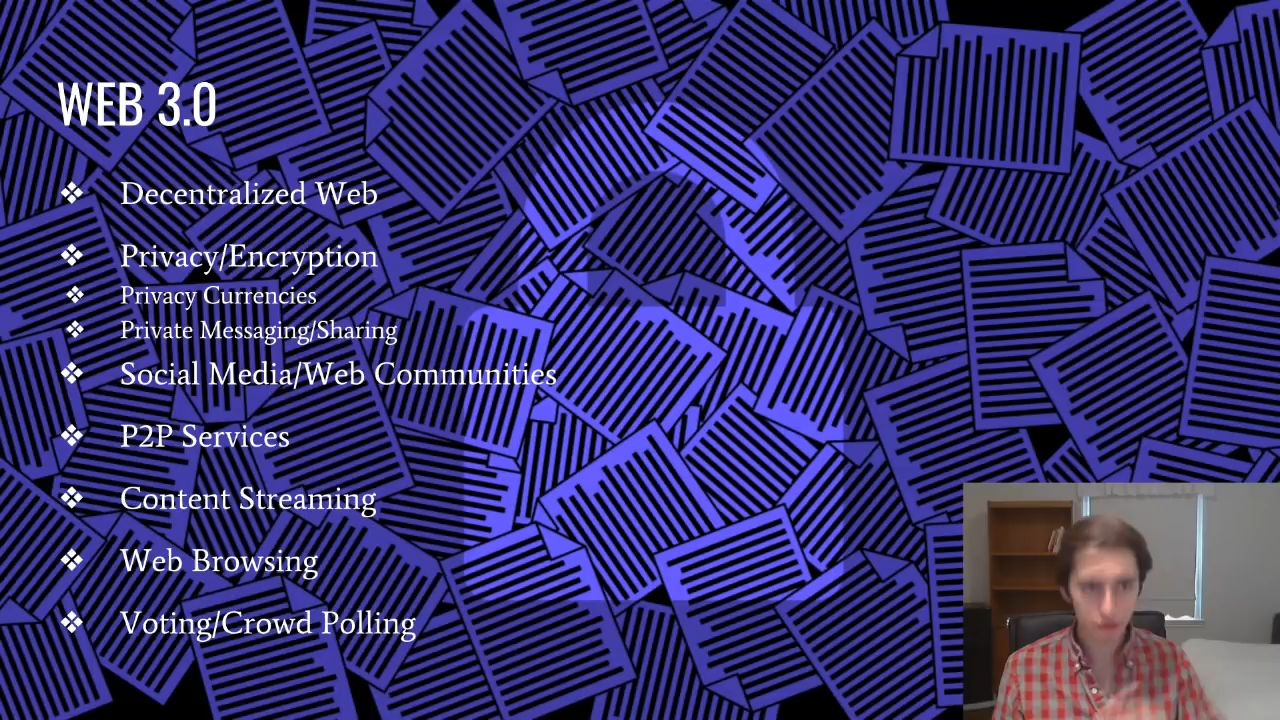 WEB 3.0
❖ Decentralized Web
❖ Privacy/Encryption
❖ Privacy Currencies
❖ Private Messaging/Sharing
❖ Social Media/Web Communities
❖ P2P Services
❖ Content Streaming
❖ Web Browsing
❖ Voting/Crowd Polling